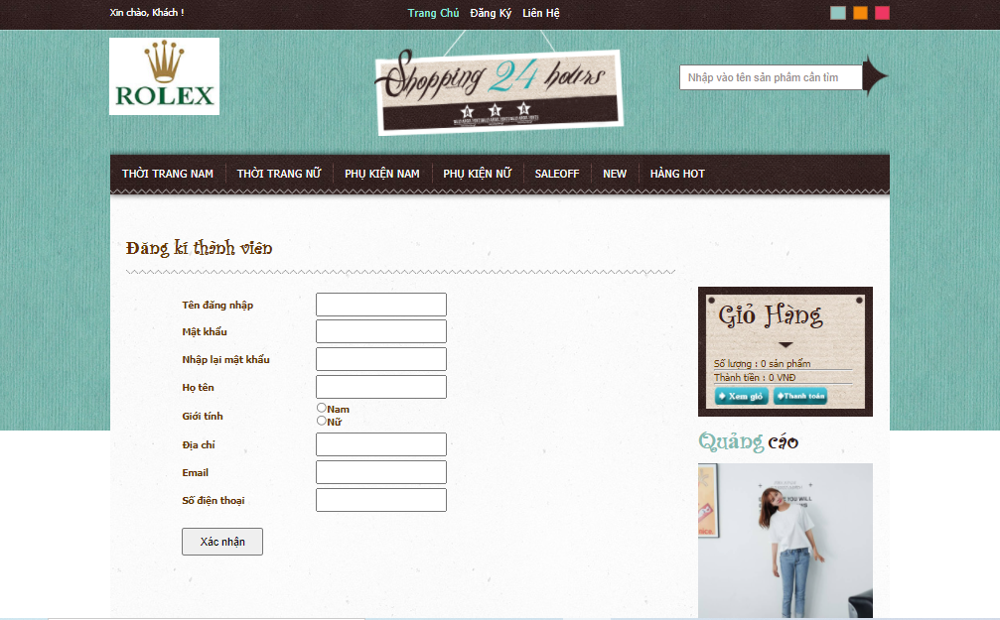 Xin chào, Khách !
Trang Chủ Đăng Ký Liên Hệ
ROLEX
Shopping 24 hours
Nhập vào tên sản phẩm cần tìm
THỜI TRANG NAM THỜI TRANG NỮ PHỤ KIỆN NAM PHỤ KIỆN NỮ SALEOFF NEW HÀNG HOT
Đăng kí thành viên
Tên đăng nhập
Mật khẩu
Nhập lại mật khẩu
Họ tên
Giới tính
Nam
Nữ
Địa chỉ
Email
Số điện thoại
Xác nhận
Giỏ Hàng
Số lượng : 0 sản phẩm
Thành tiền : 0 VNĐ
Xem giỏ Thanh toán
Quảng cáo